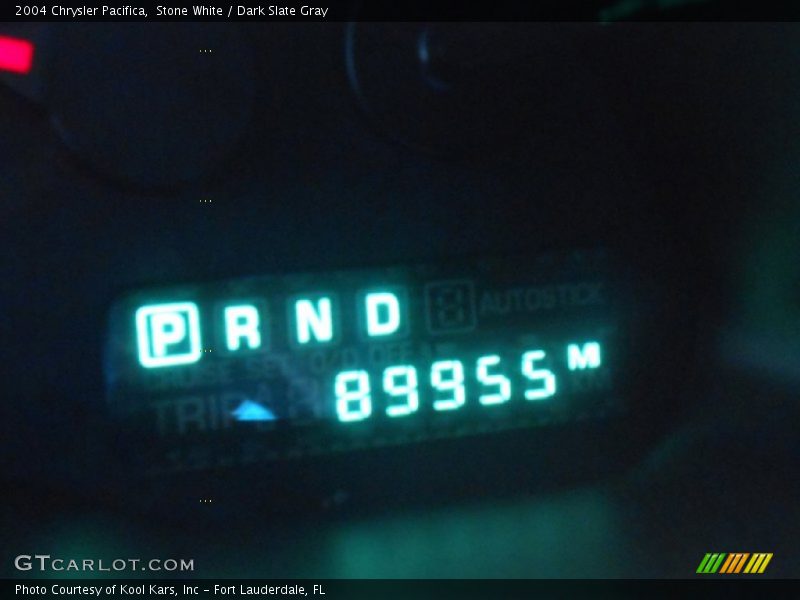 2004 Chrysler Pacifica,  Stone White / Dark Slate Gray
P R N D AUTOSTICK
89955 M
TRIP
GTCARLOT.COM
Photo Courtesy of Kool Kars, Inc - Fort Lauderdale, FL